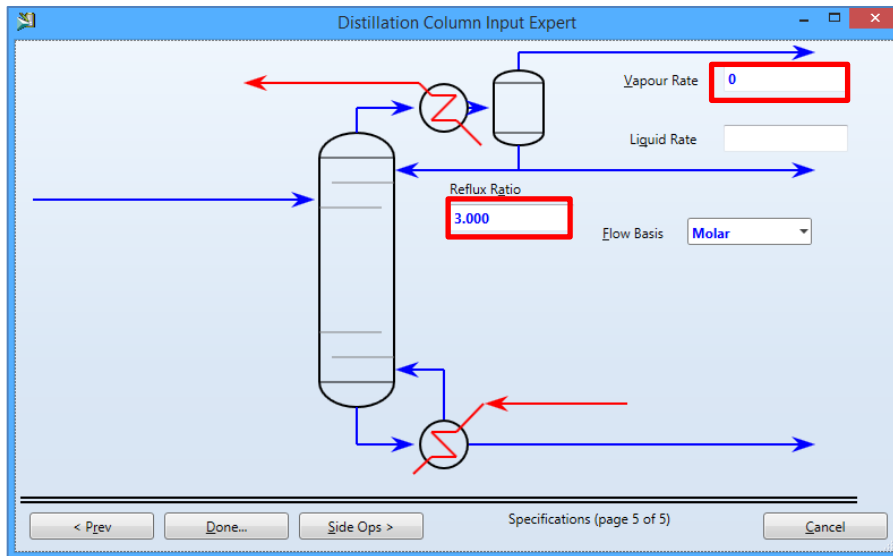 Distillation Column Input Expert
Vapour Rate 0
Liquid Rate
Reflux Ratio
3.000
Flow Basis Molar
< Prev Done... Side Ops > Specifications (page 5 of 5) Cancel